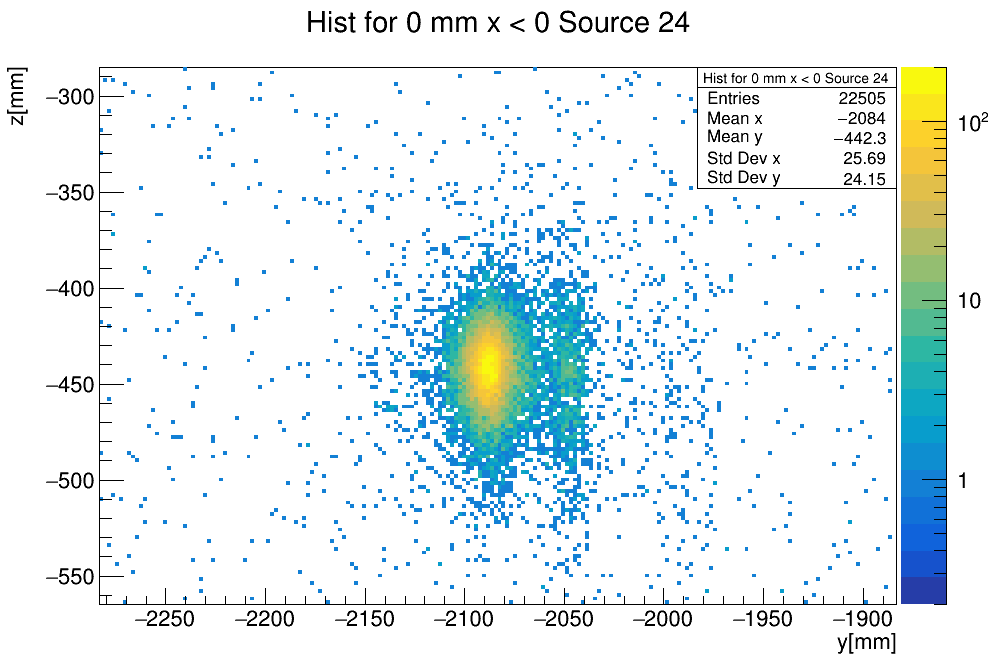 Hist for 0 mm x < 0 Source 24
z[mm]
Hist for 0 mm x < 0 Source 24
Entries 22505
Mean x −2084
Mean y −442.3
Std Dev x 25.69
Std Dev y 24.15
−300
−350
−400
−450
−500
−550
10²
10
1
−2250 −2200 −2150 −2100 −2050 −2000 −1950 −1900
y[mm]